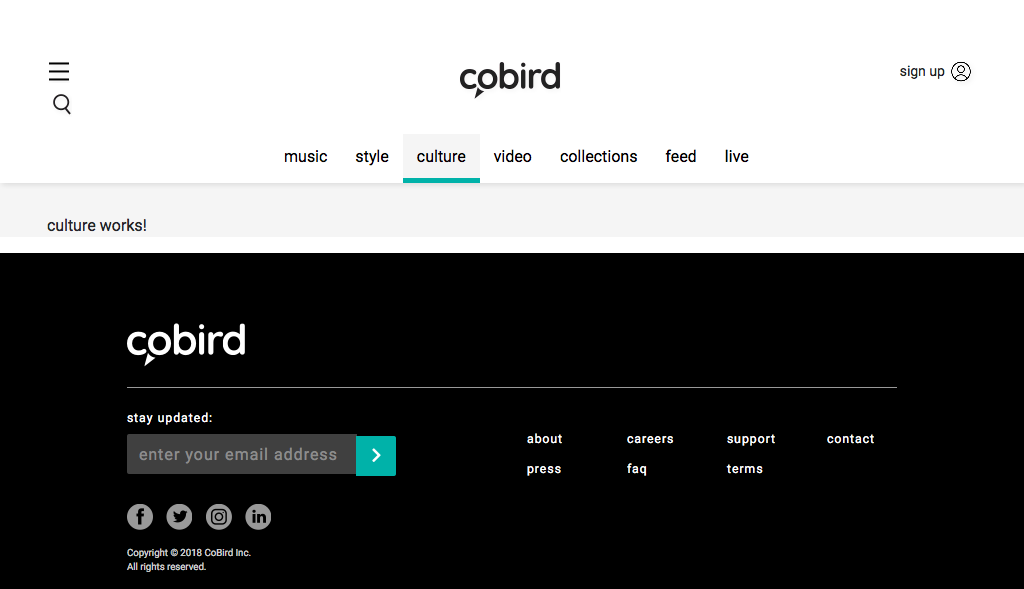 cobird
sign up
music style culture video collections feed live
culture works!
cobird
stay updated:
enter your email address
about careers support contact
press faq terms
Copyright © 2018 CoBird Inc.
All rights reserved.